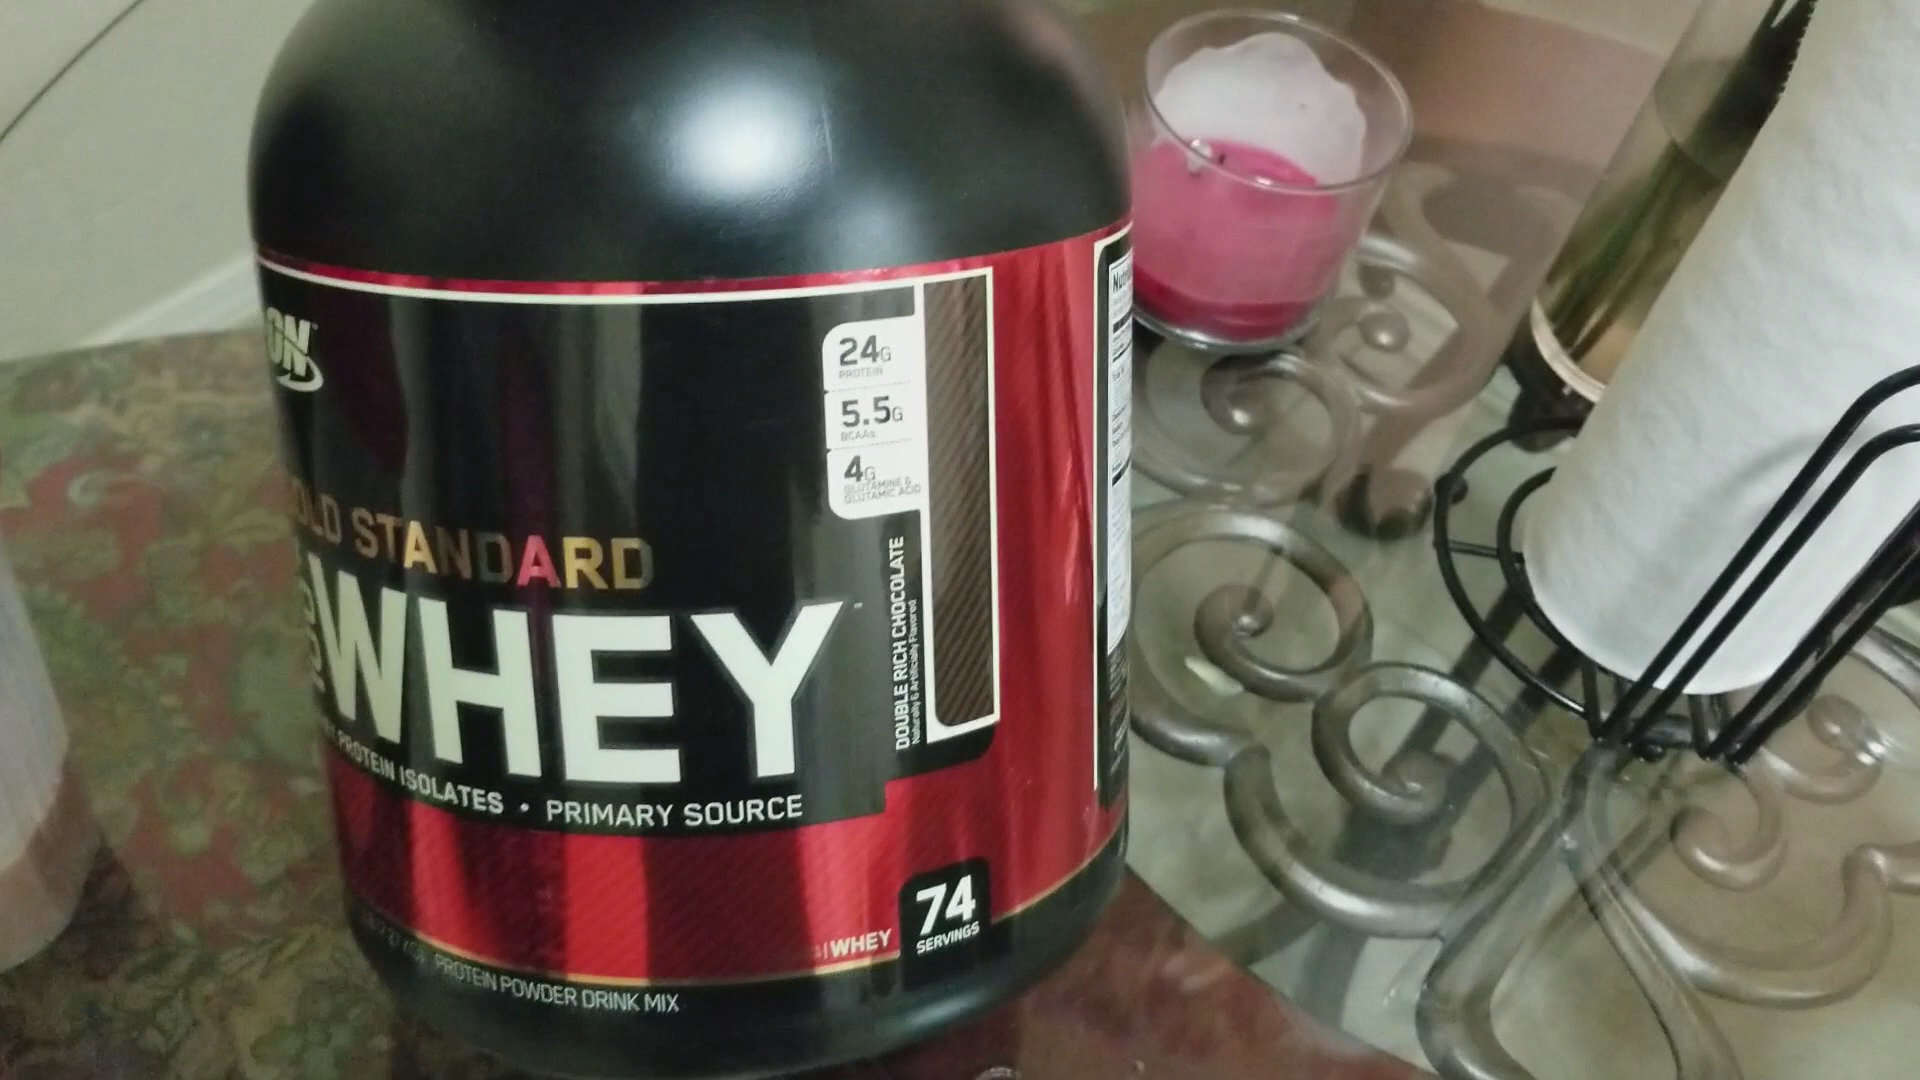 ON
24G
PROTEIN
5.5G
BCAAs
4G
GLUTAMINE &
GLUTAMIC ACID
OLD STANDARD
WHEY
DOUBLE RICH CHOCOLATE
Naturally & Artificially Flavored
PROTEIN ISOLATES • PRIMARY SOURCE
WHEY
74
SERVINGS
PROTEIN POWDER DRINK MIX